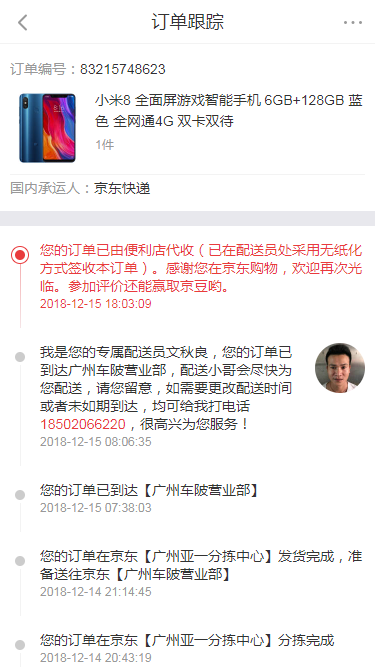 订单跟踪
订单编号：83215748623
小米8 全面屏游戏智能手机 6GB+128GB 蓝
色 全网通4G 双卡双待
1件
国内承运人：京东快递
您的订单已由便利店代收（已在配送员处采用无纸化
方式签收本订单）。感谢您在京东购物，欢迎再次光
临。参加评价还能赢取京豆哟。
2018-12-15 18:03:09
我是您的专属配送员文秋良，您的订单已
到达广州车陂营业部，配送小哥会尽快为
您配送，请您留意，如需要更改配送时间
或者未如期到达，均可给我打电话
18502066220，很高兴为您服务！
2018-12-15 08:06:35
您的订单已到达【广州车陂营业部】
2018-12-15 07:38:03
您的订单在京东【广州亚一分拣中心】发货完成，准
备送往京东【广州车陂营业部】
2018-12-14 21:14:45
您的订单在京东【广州亚一分拣中心】分拣完成
2018-12-14 20:43:19